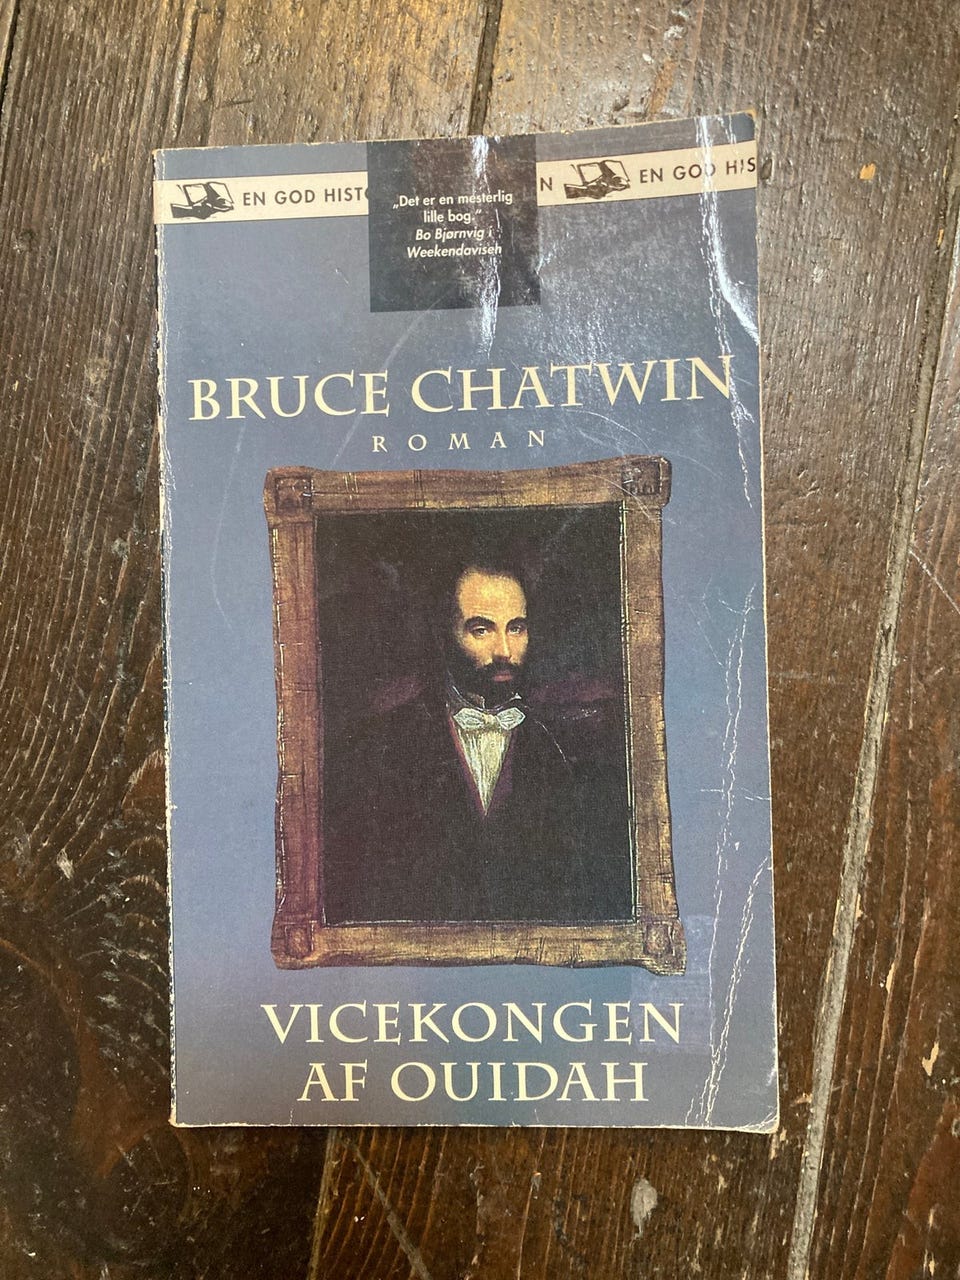 EN GOD HISTO
„Det er en mesterlig
lille bog."
Bo Bjørnvig i
Weekendavisen
N
EN GOD HIS
BRUCE CHATWIN
ROMAN
VICEKONGEN
AF OUIDAH